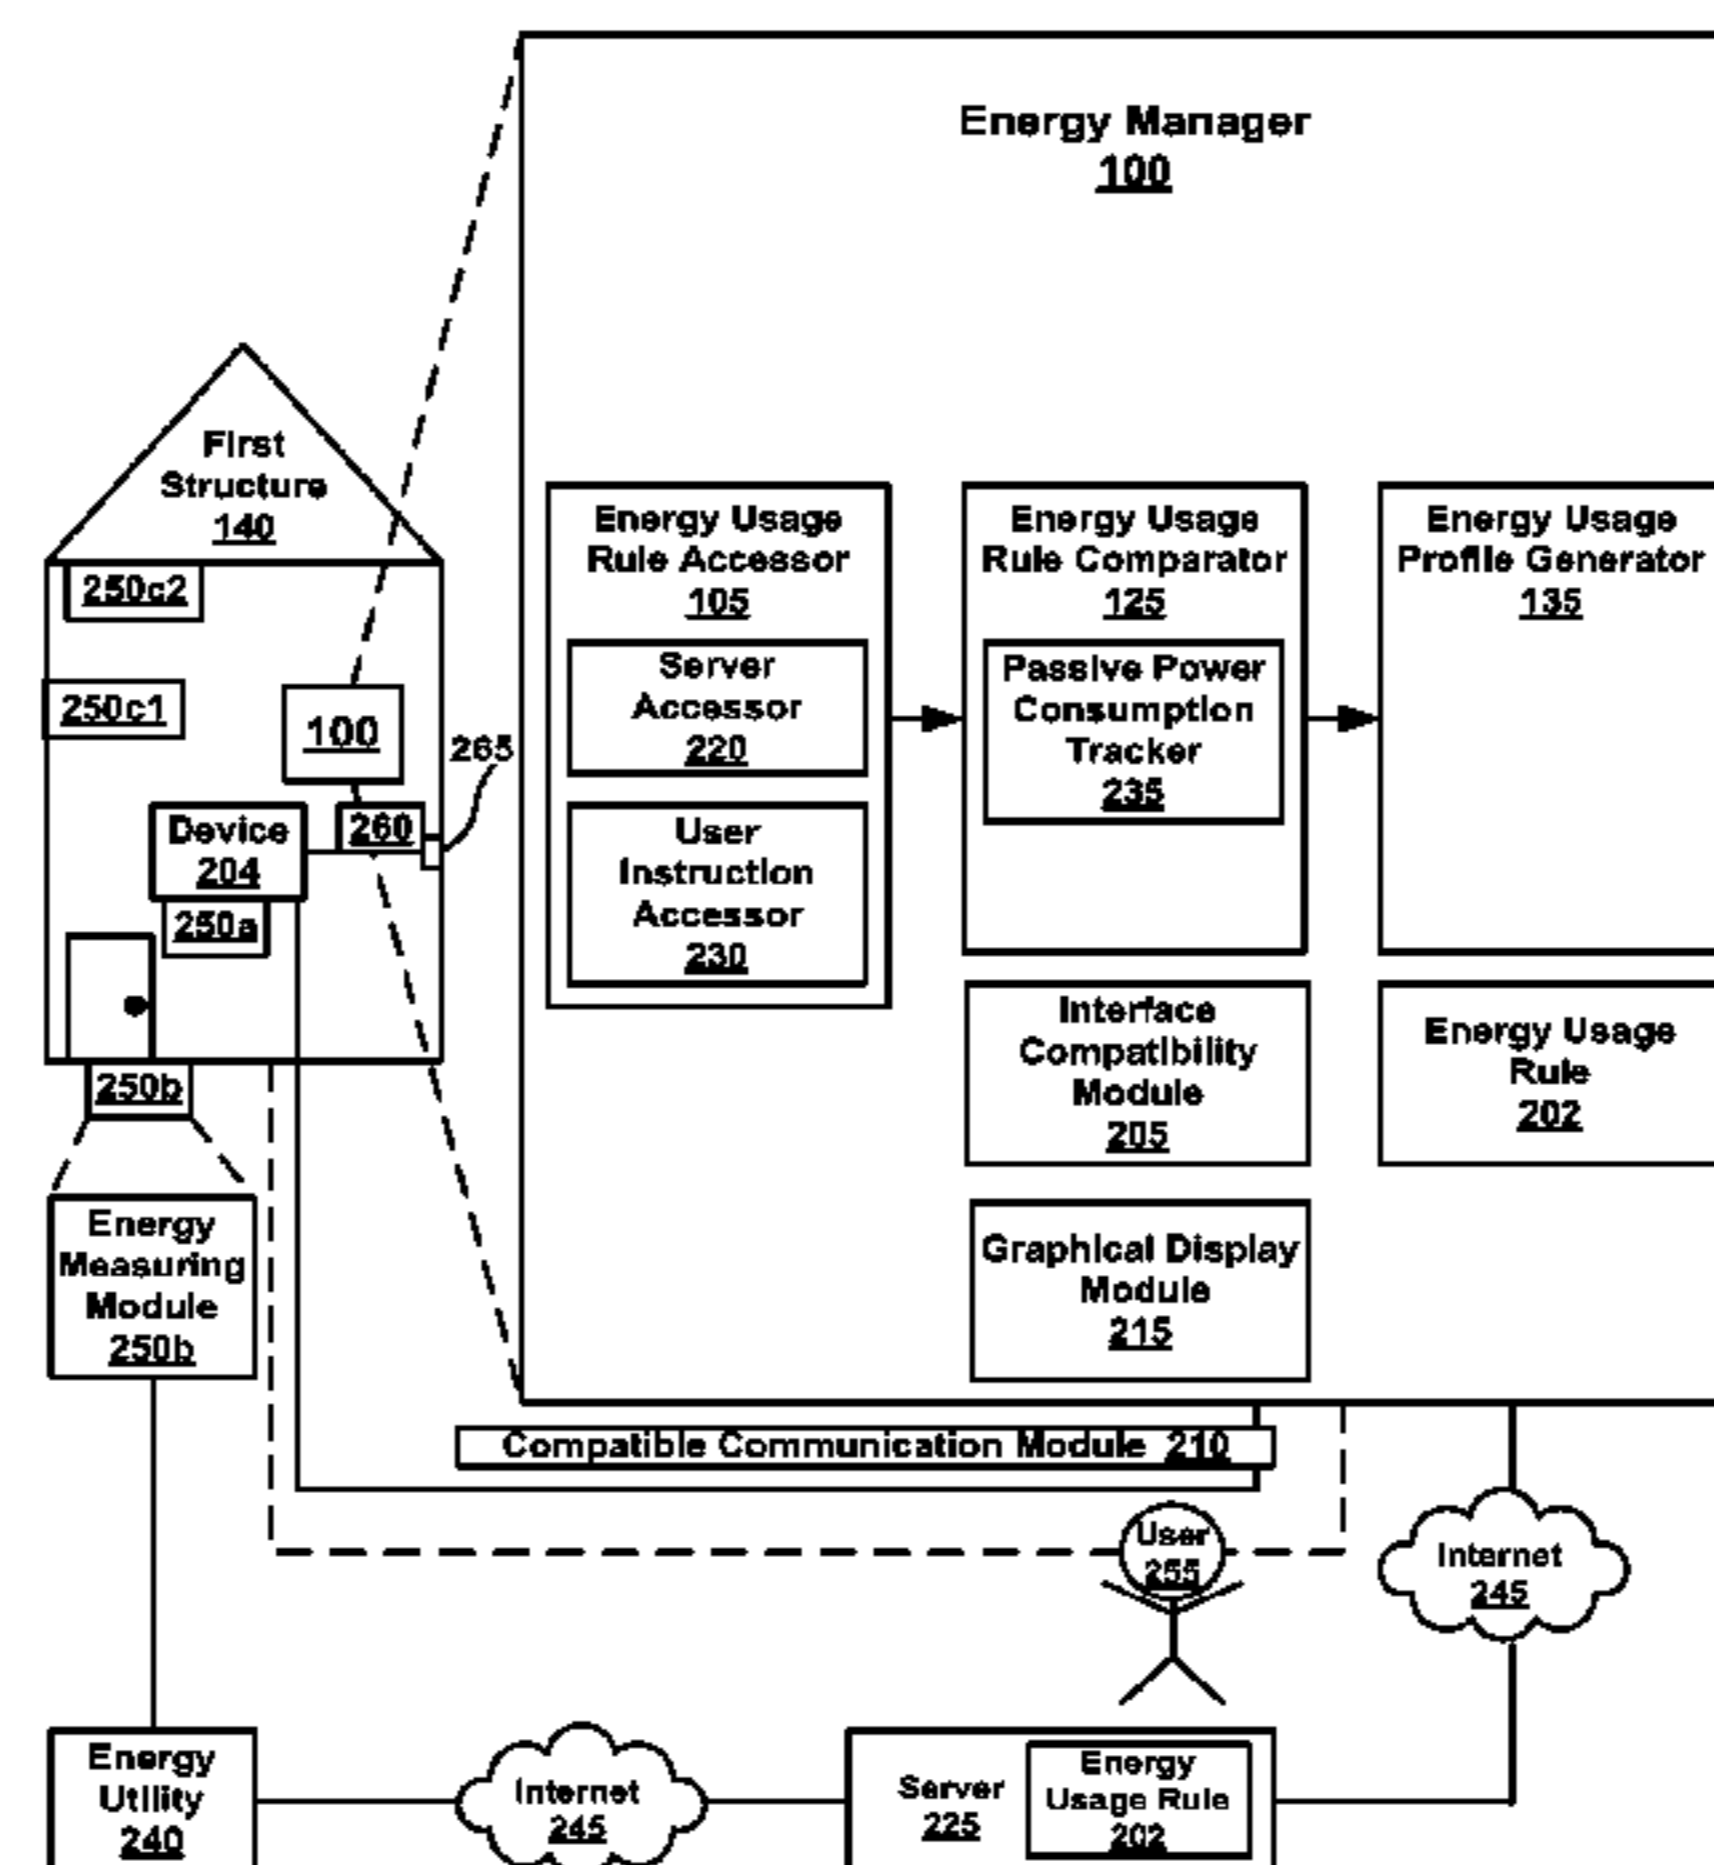 Energy Manager
100
First
Structure
140
250c2
250c1
100
265
Device
204
260
250a
250b
Energy
Measuring
Module
250b
Energy Usage
Rule Accessor
105
Server
Accessor
220
User
Instruction
Accessor
230
Energy Usage
Rule Comparator
125
Passive Power
Consumption
Tracker
235
Energy Usage
Profile Generator
135
Interface
Compatibility
Module
205
Energy Usage
Rule
202
Graphical Display
Module
215
Compatible Communication Module 210
User
255
Internet
245
Energy
Utility
240
Internet
245
Server
225
Energy
Usage Rule
202